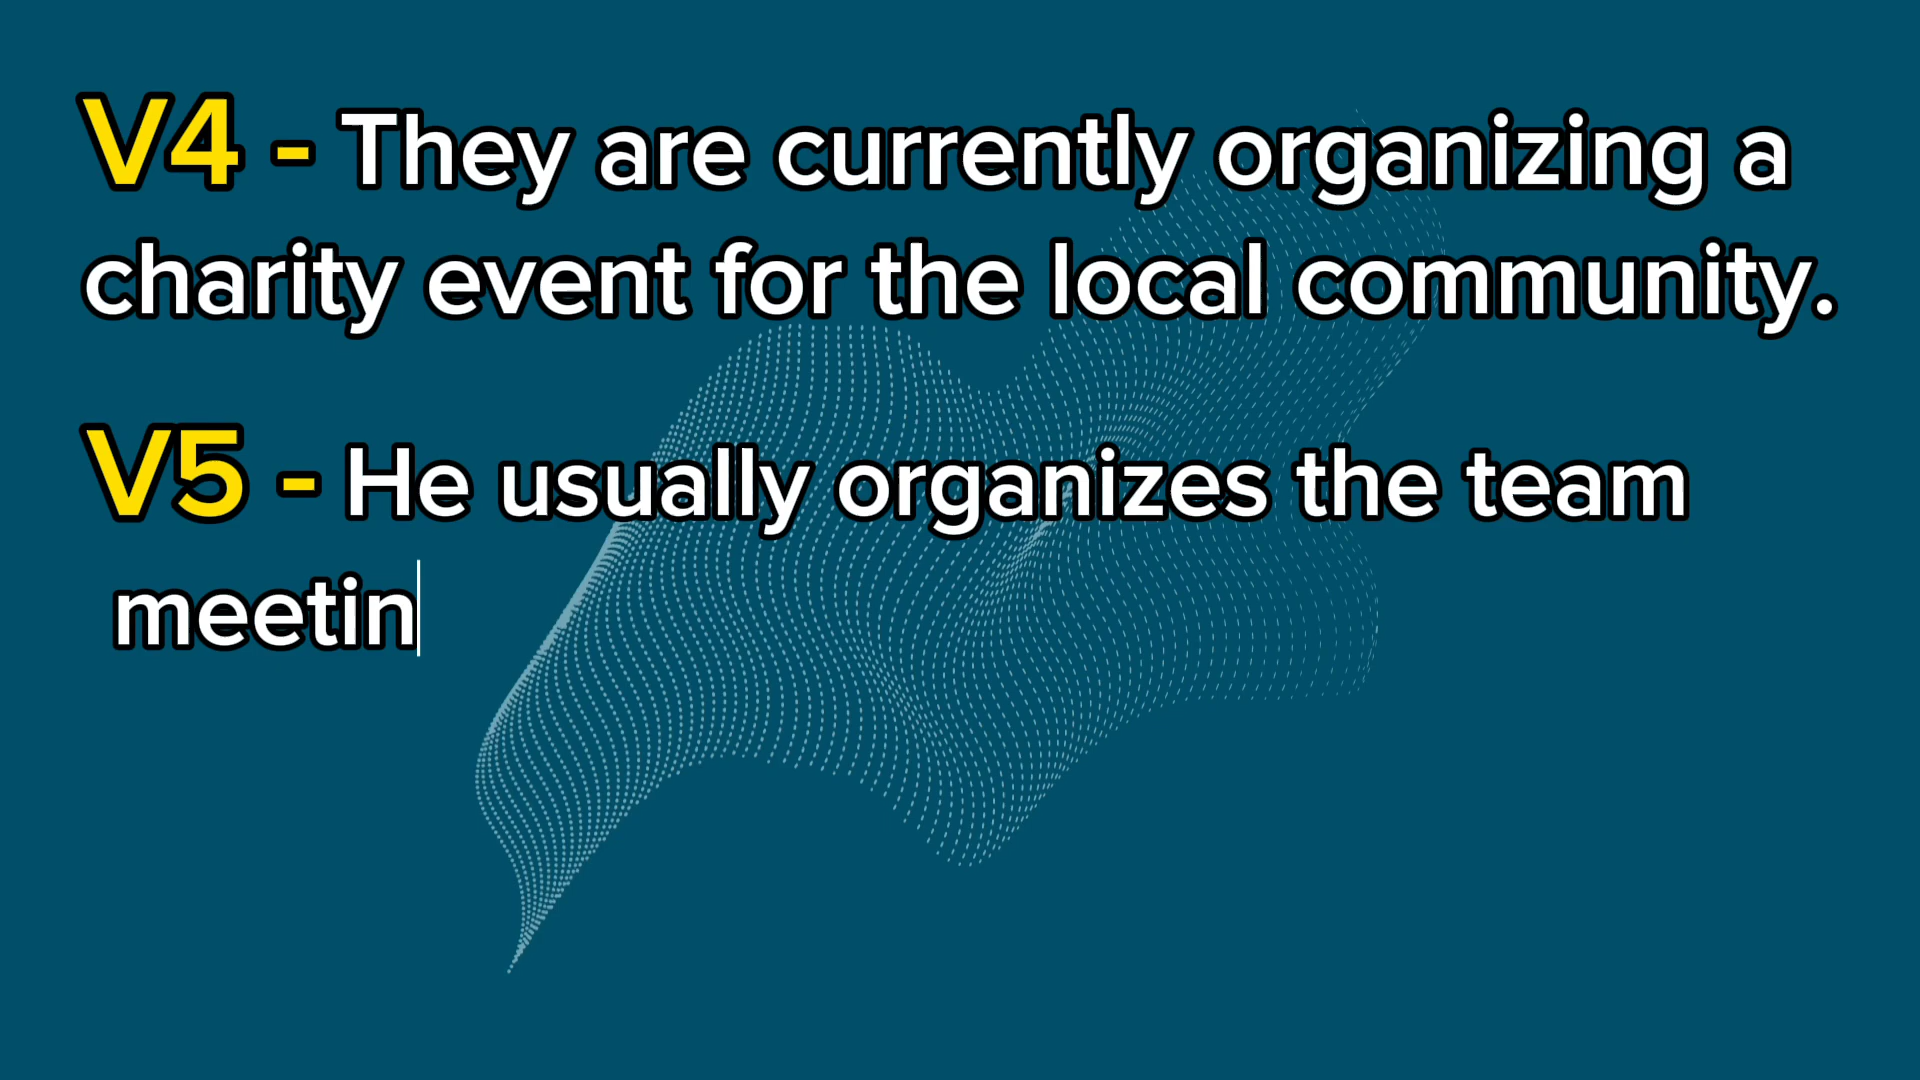 V4 - They are currently organizing a
charity event for the local community.
V5 - He usually organizes the team
meetin